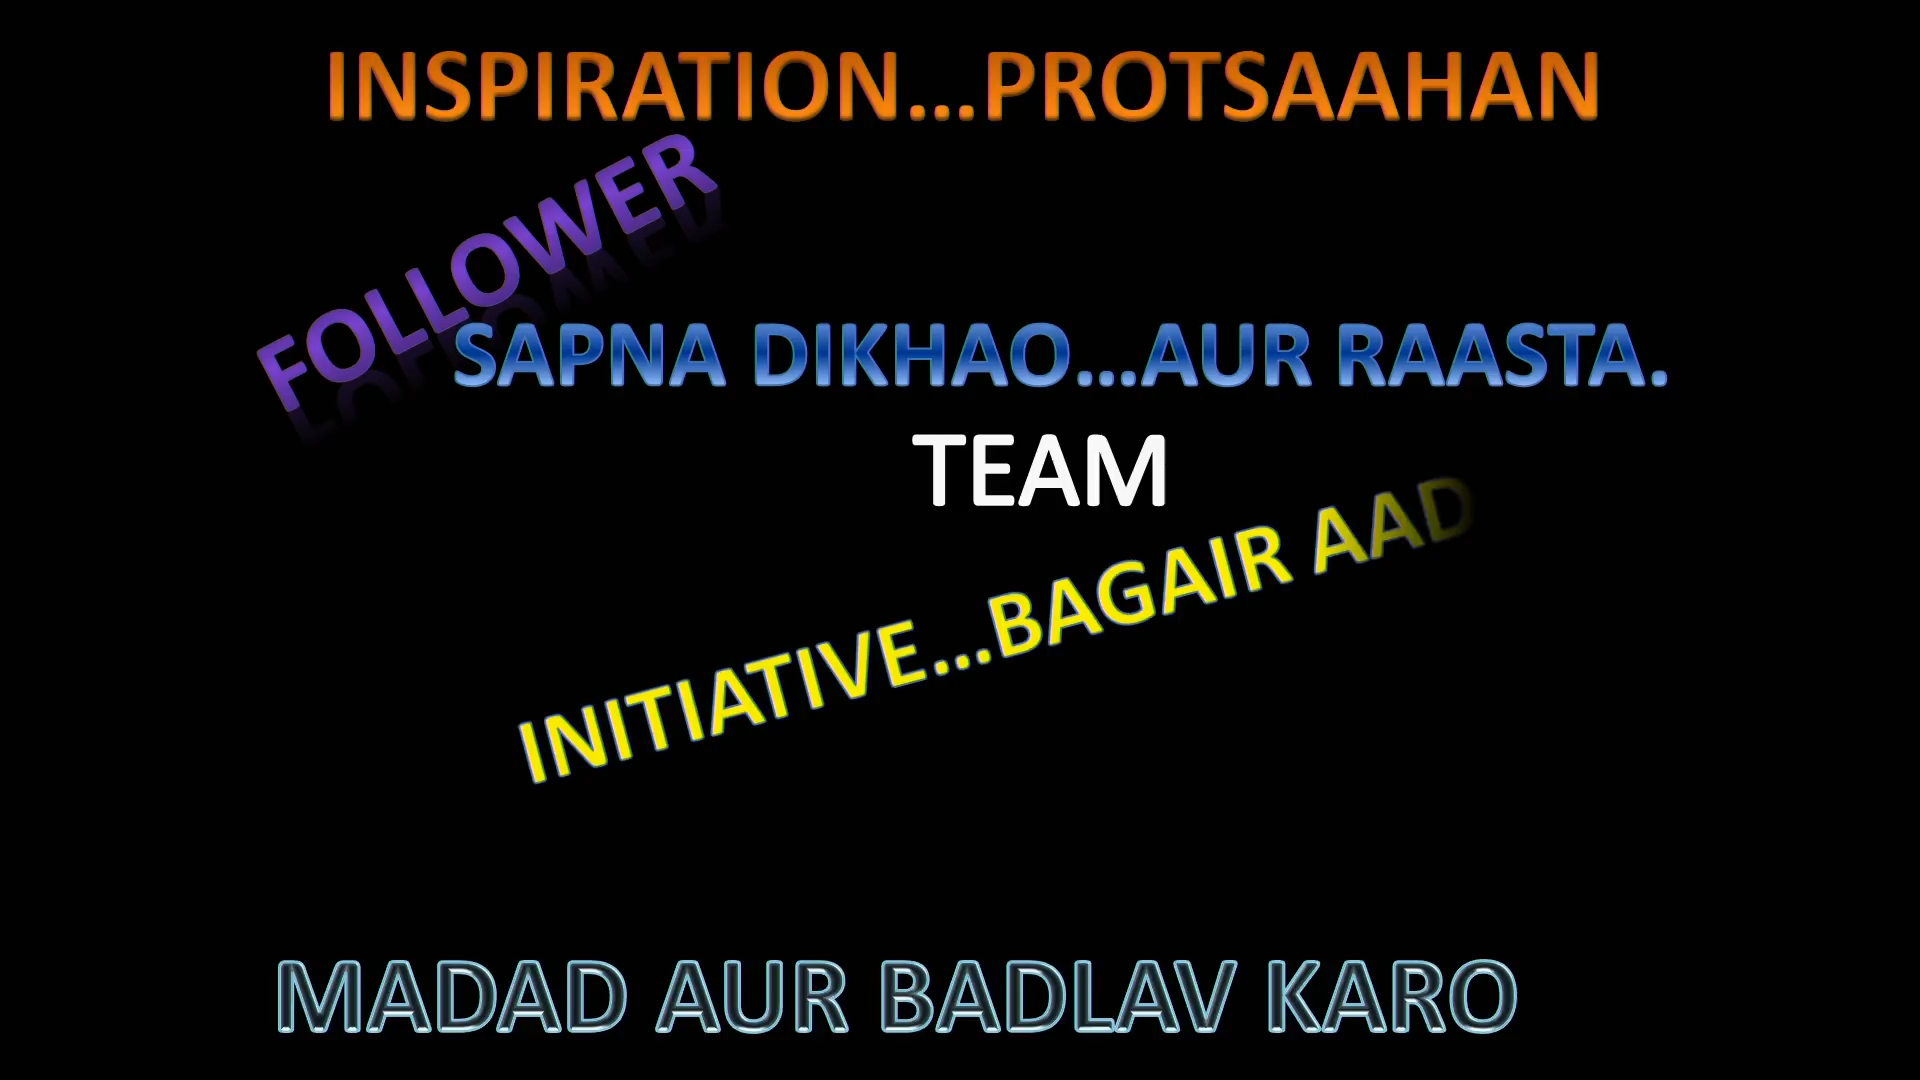 INSPIRATION...PROTSAAHAN
FOLLOWER
SAPNA DIKHAO...AUR RAASTA.
TEAM
INITIATIVE...BAGAIR AAD
MADAD AUR BADLAV KARO